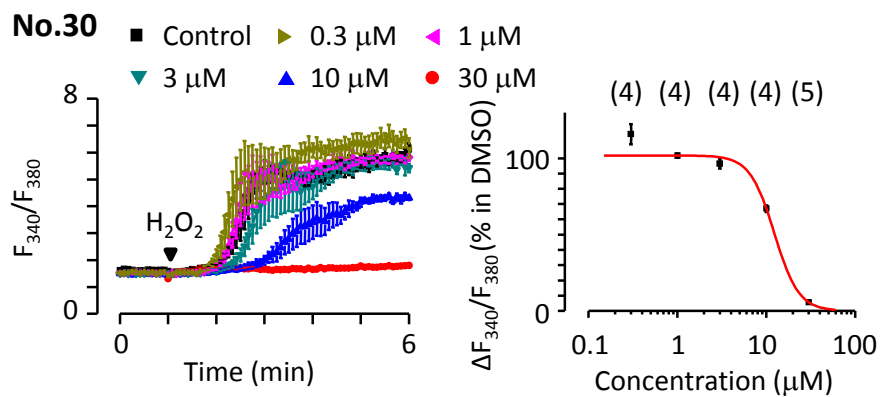 No.30
Control 0.3 μM 1 μM
3 μM 10 μM 30 μM
8
F340/F380
H2O2
0
0 6
Time (min)
(4) (4) (4) (4) (5)
ΔF340/F380 (% in DMSO)
100
0
0.1 1 10 100
Concentration (μM)